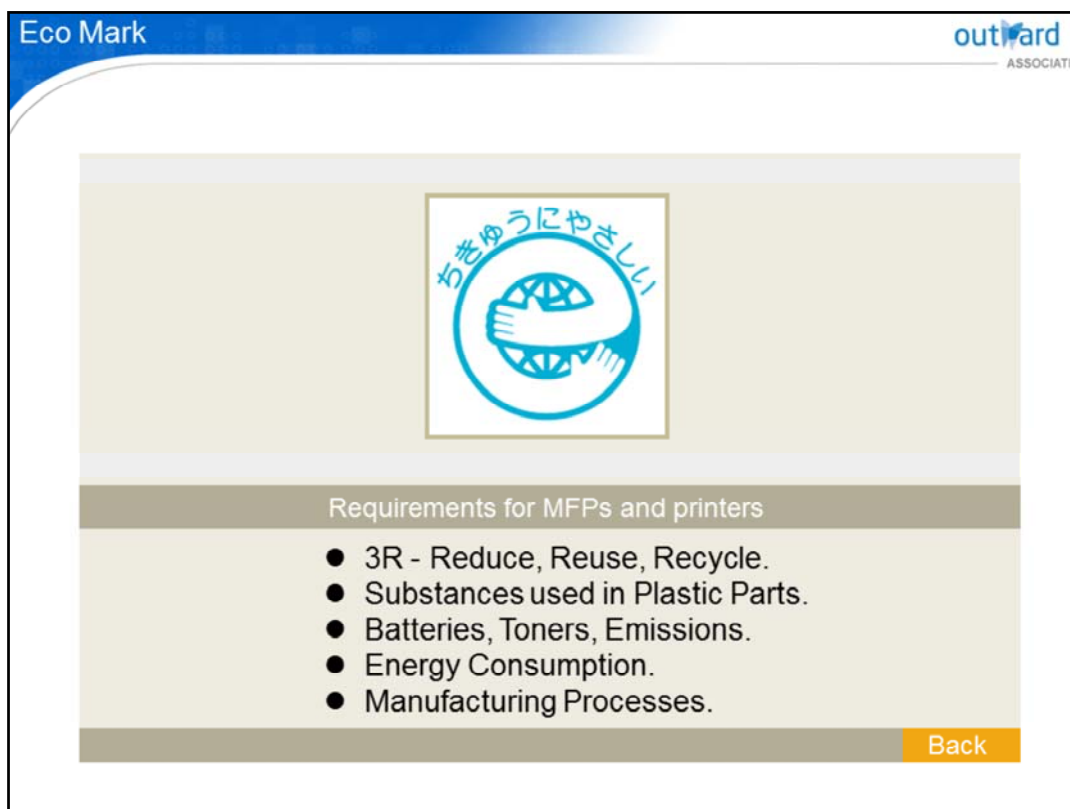 Eco Mark
outward
ASSOCIATI
ちきゅうにやさしい
Requirements for MFPs and printers
● 3R - Reduce, Reuse, Recycle.
● Substances used in Plastic Parts.
● Batteries, Toners, Emissions.
● Energy Consumption.
● Manufacturing Processes.
Back